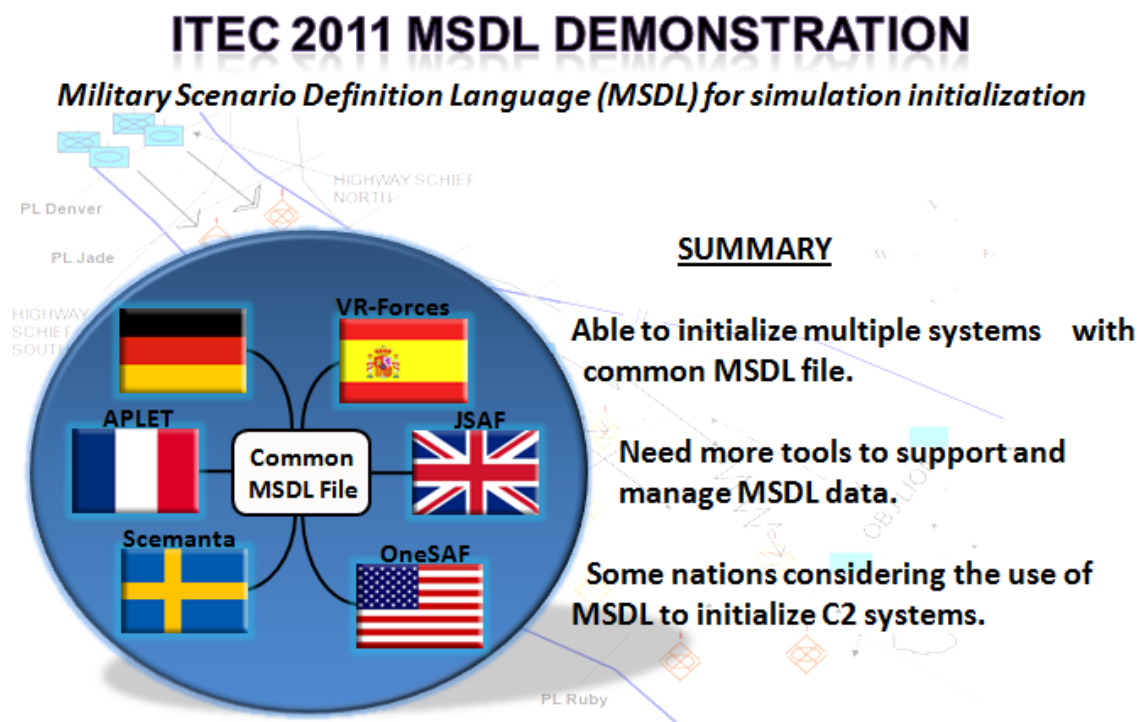 ITEC 2011 MSDL DEMONSTRATION
Military Scenario Definition Language (MSDL) for simulation initialization
HIGHWAY SCHIEF
NORTH
PL Denver
PL Jade
HIGHWAY
SCHIEF
SOUTH
VR-Forces
APLET
JSAF
Common
MSDL File
Scemanta
OneSAF
SUMMARY
Able to initialize multiple systems with
common MSDL file.
Need more tools to support and
manage MSDL data.
Some nations considering the use of
MSDL to initialize C2 systems.
OBJ LION
PL Ruby